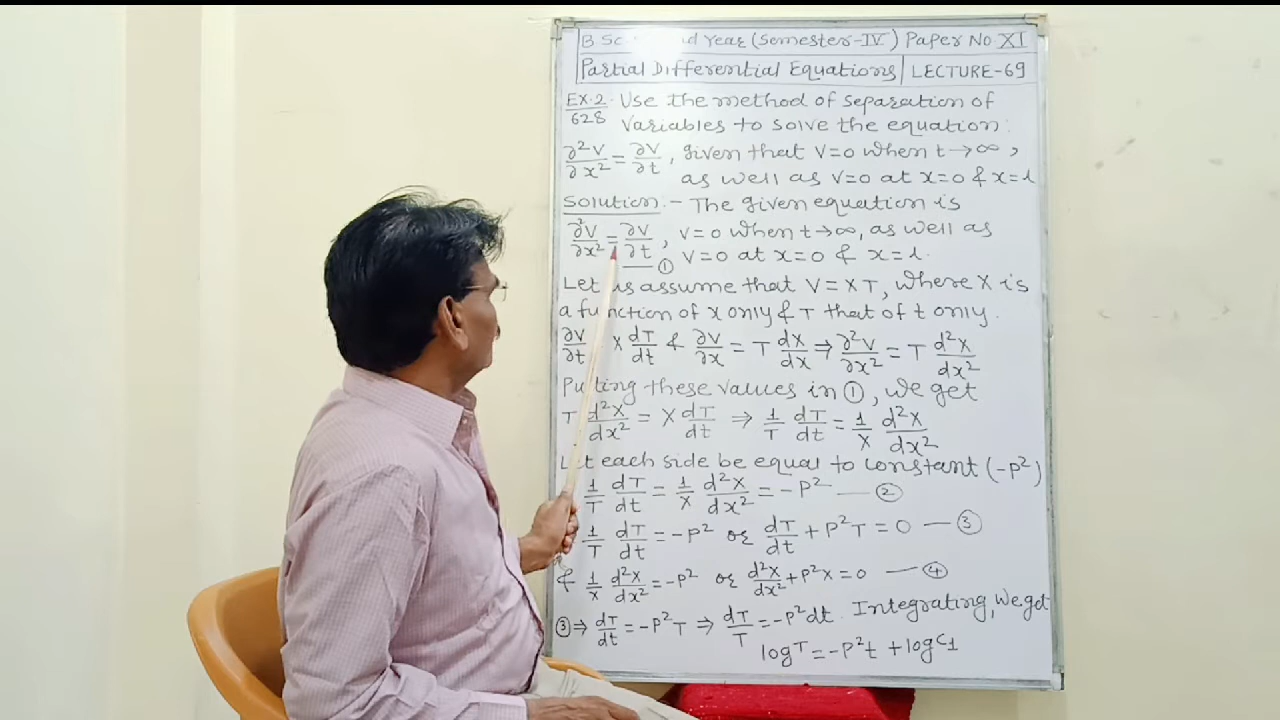 B Sc Year (Semester-IV) Paper No XI
Partial Differential Equations LECTURE-69
Ex.2 Use the method of separation of
628 variables to solve the equation:
∂²V/∂x² = ∂V/∂t, given that V=0 when t→∞,
as well as V=0 at x=0 & x=l
Solution:- The given equation is
∂²V/∂x² = ∂V/∂t, V=0 when t→∞, as well as
① V=0 at x=0 & x=l.
Let us assume that V=XT, where X is
a function of x only & T that of t only.
∂V/∂t = X dT/dt & ∂V/∂x = T dX/dx ⇒ ∂²V/∂x² = T d²X/dx²
Putting these values in ①, we get
T d²X/dx² = X dT/dt ⇒ 1/T dT/dt = 1/X d²X/dx²
Let each side be equal to constant (-P²)
1/T dT/dt = 1/X d²X/dx² = -P² — ②
1/T dT/dt = -P² or dT/dt + P²T = 0 — ③
& 1/X d²X/dx² = -P² or d²X/dx² + P²X = 0 — ④
③ ⇒ dT/dt = -P²T ⇒ dT/T = -P²dt. Integrating, we get
log T = -P²t + log C1